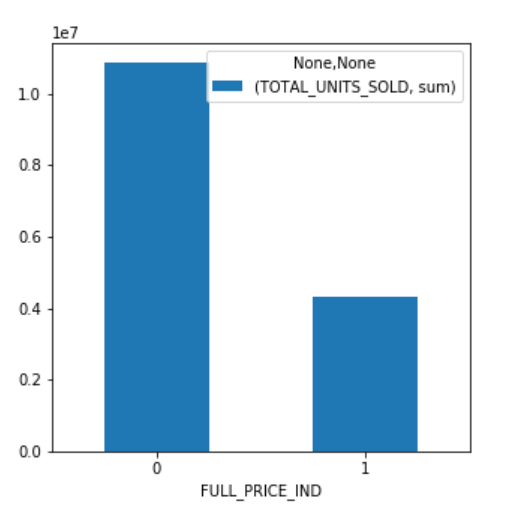 1e7
None,None
(TOTAL_UNITS_SOLD, sum)
1.0
0.8
0.6
0.4
0.2
0.0
0 1
FULL_PRICE_IND